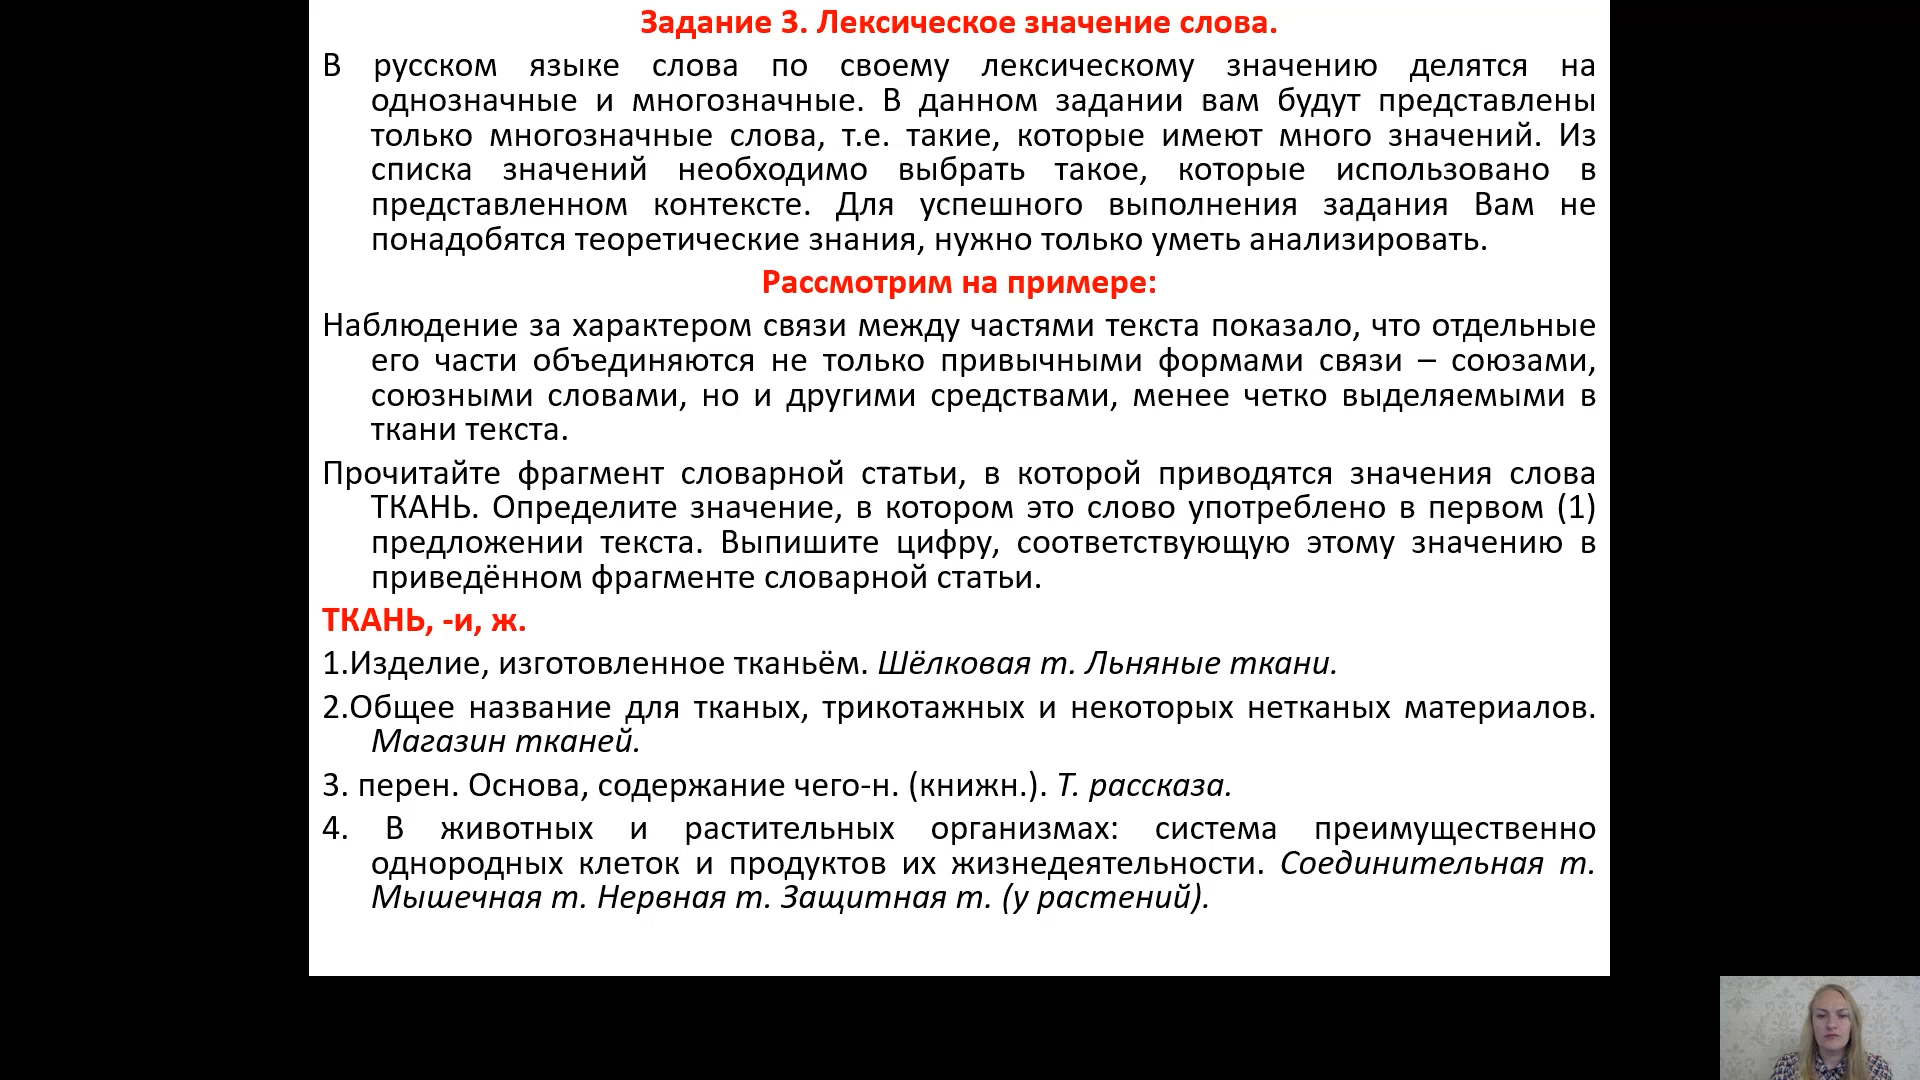 Задание 3. Лексическое значение слова.
В русском языке слова по своему лексическому значению делятся на
однозначные и многозначные. В данном задании вам будут представлены
только многозначные слова, т.е. такие, которые имеют много значений. Из
списка значений необходимо выбрать такое, которые использовано в
представленном контексте. Для успешного выполнения задания Вам не
понадобятся теоретические знания, нужно только уметь анализировать.
Рассмотрим на примере:
Наблюдение за характером связи между частями текста показало, что отдельные
его части объединяются не только привычными формами связи – союзами,
союзными словами, но и другими средствами, менее четко выделяемыми в
ткани текста.
Прочитайте фрагмент словарной статьи, в которой приводятся значения слова
ТКАНЬ. Определите значение, в котором это слово употреблено в первом (1)
предложении текста. Выпишите цифру, соответствующую этому значению в
приведённом фрагменте словарной статьи.
ТКАНЬ, -и, ж.
1.Изделие, изготовленное тканьём. Шёлковая т. Льняные ткани.
2.Общее название для тканых, трикотажных и некоторых нетканых материалов.
Магазин тканей.
3. перен. Основа, содержание чего-н. (книжн.). Т. рассказа.
4. В животных и растительных организмах: система преимущественно
однородных клеток и продуктов их жизнедеятельности. Соединительная т.
Мышечная т. Нервная т. Защитная т. (у растений).